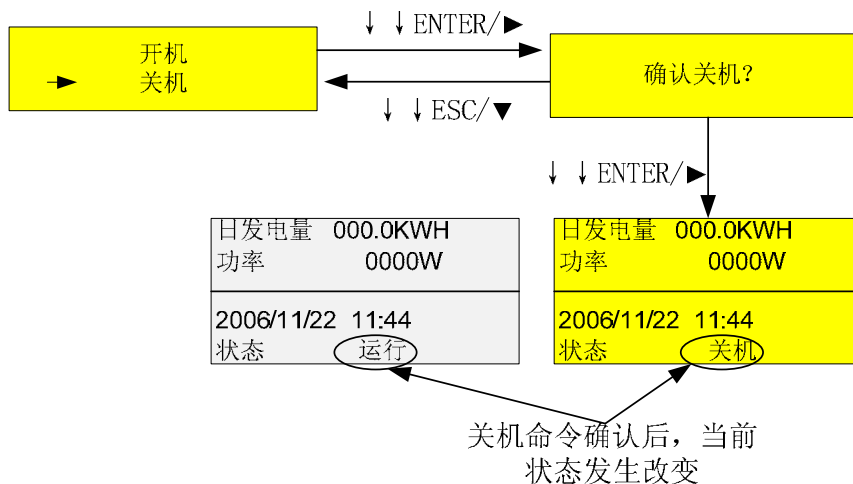 ↓ ↓ENTER/▶
开机
→ 关机
确认关机?
↓ ↓ESC/▼
↓ ↓ENTER/▶
日发电量 000.0KWH
功率 0000W
2006/11/22 11:44
状态 运行
日发电量 000.0KWH
功率 0000W
2006/11/22 11:44
状态 关机
关机命令确认后，当前
状态发生改变